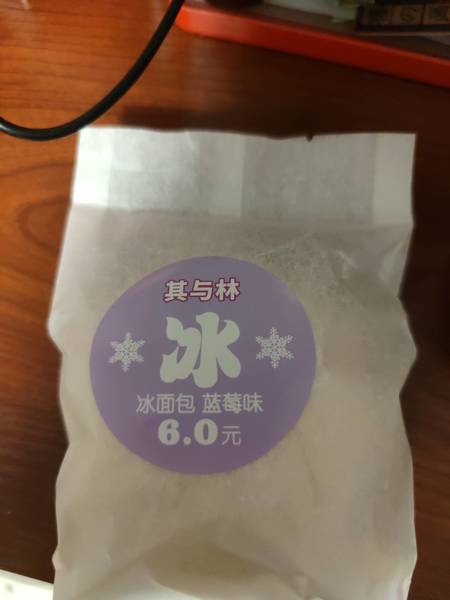 其与林
冰
冰面包 蓝莓味
6.0元